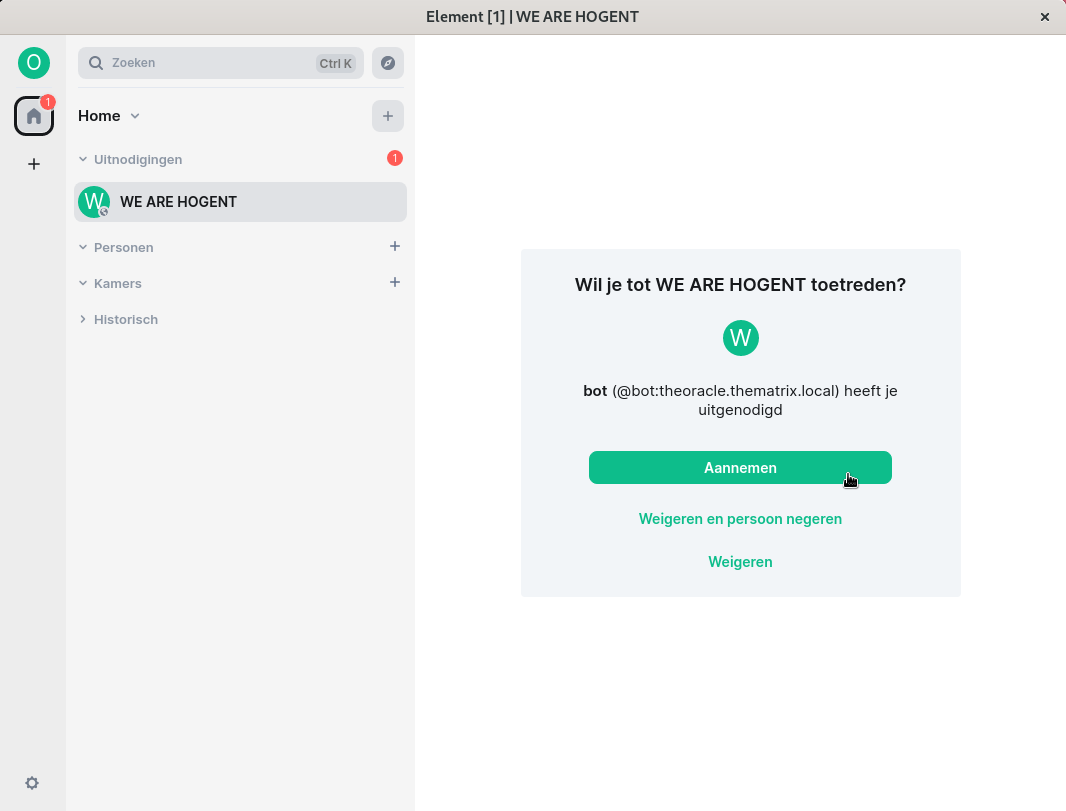 Element [1] | WE ARE HOGENT
O
Zoeken
Ctrl K
1
Home
Uitnodigingen
1
W
WE ARE HOGENT
Personen
Kamers
Historisch
Wil je tot WE ARE HOGENT toetreden?
W
bot (@bot:theoracle.thematrix.local) heeft je
uitgenodigd
Aannemen
Weigeren en persoon negeren
Weigeren